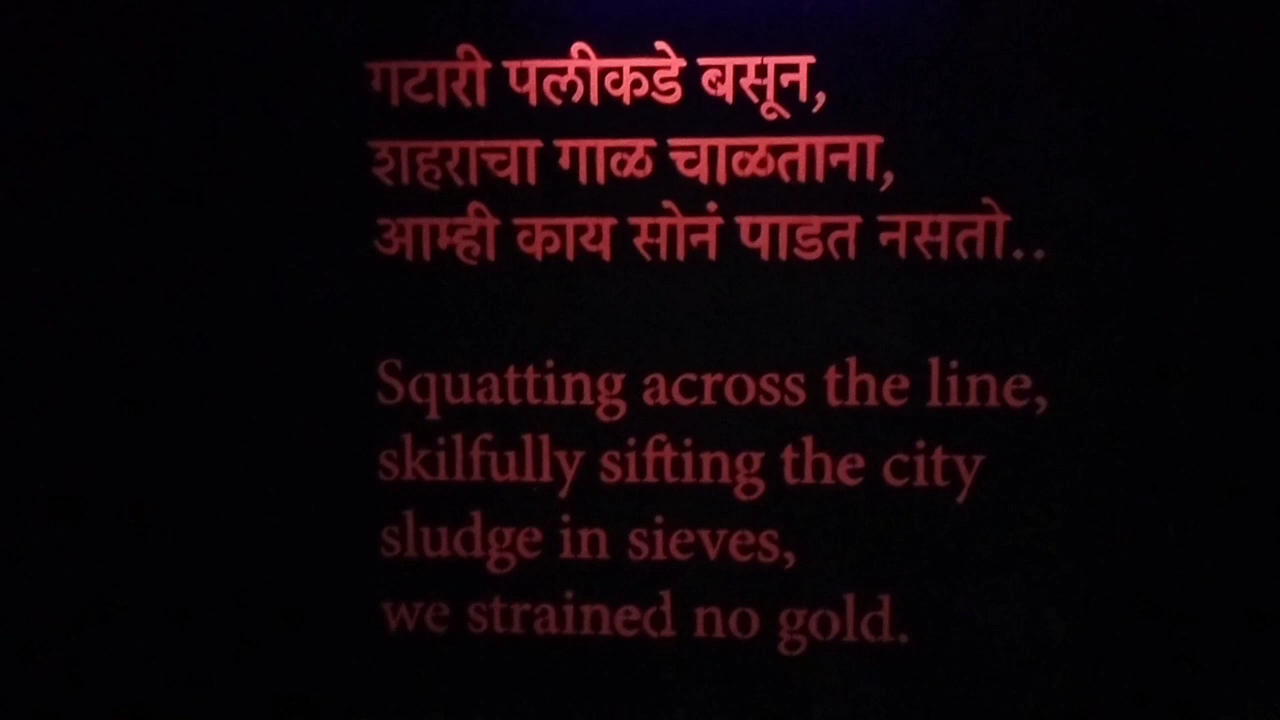 गटारी पलीकडे बसून,
शहराचा गाळ चाळताना,
आम्ही काय सोनं पाडत नसतो..
Squatting across the line,
skilfully sifting the city
sludge in sieves,
we strained no gold.